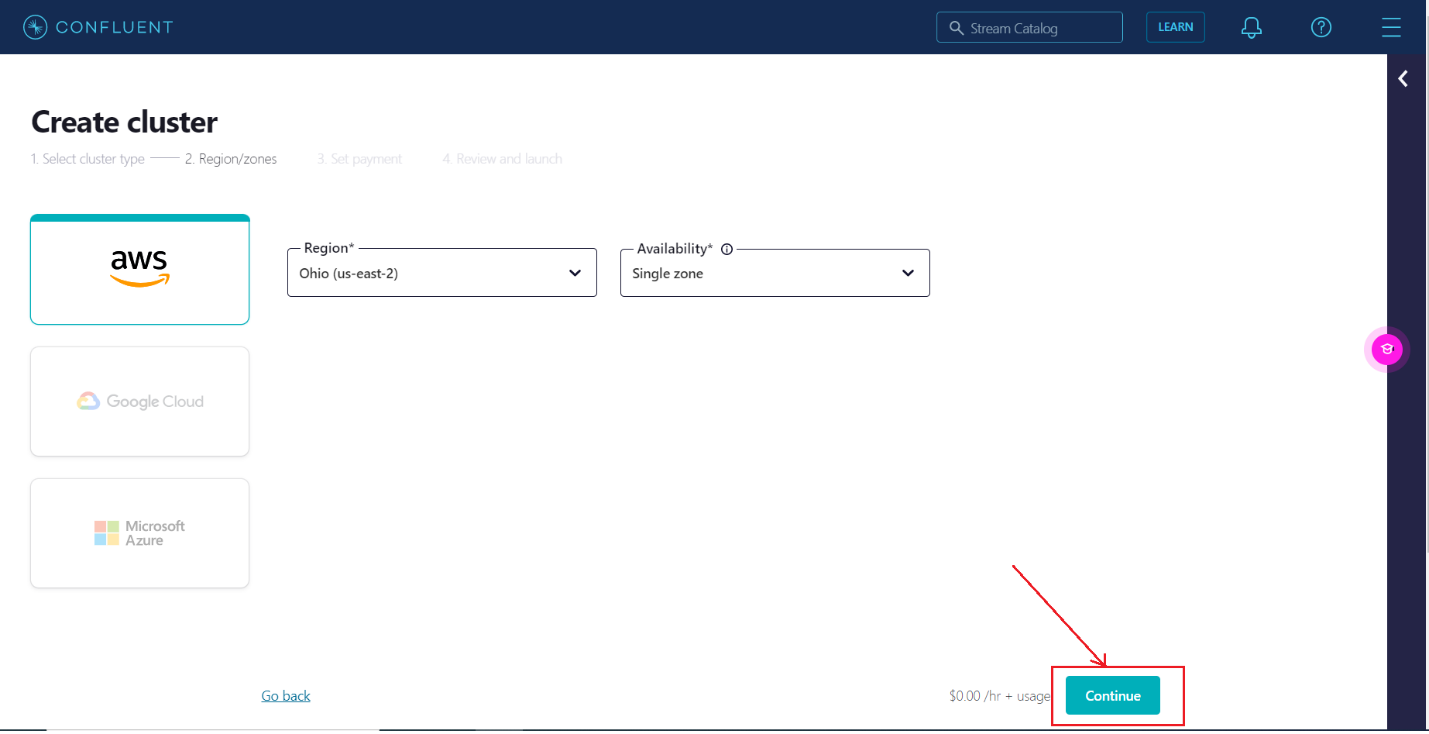 CONFLUENT
Stream Catalog
LEARN
Create cluster
1. Select cluster type 2. Region/zones 3. Set payment 4. Review and launch
aws
Region*
Ohio (us-east-2)
Availability*
Single zone
Google Cloud
Microsoft
Azure
Go back
$0.00 /hr + usage
Continue